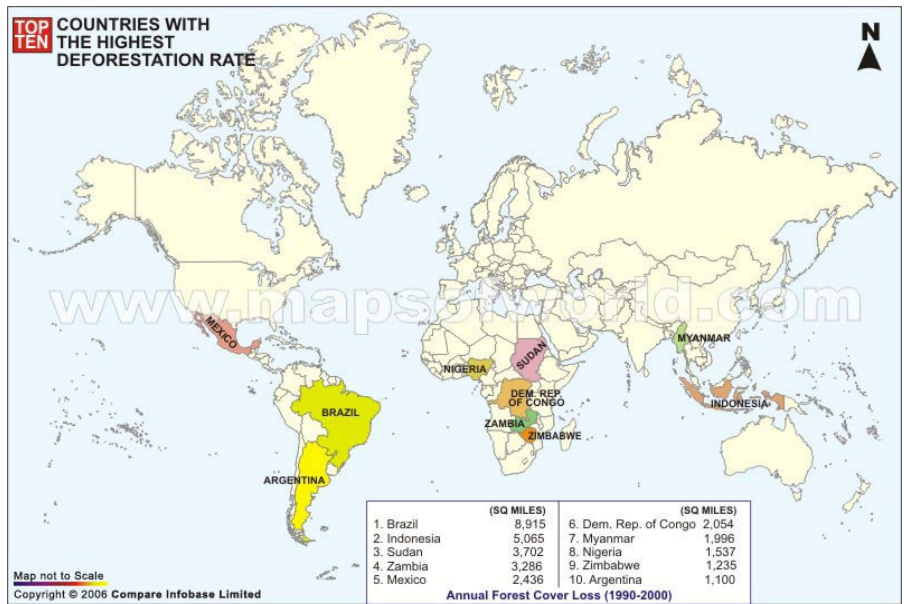 TOP TEN COUNTRIES WITH
THE HIGHEST
DEFORESTATION RATE
N
www.mapsofworld.com
MEXICO
BRAZIL
ARGENTINA
NIGERIA
SUDAN
DEM. REP.
OF CONGO
ZAMBIA
ZIMBABWE
MYANMAR
INDONESIA
(SQ MILES)
1. Brazil 8,915
2. Indonesia 5,065
3. Sudan 3,702
4. Zambia 3,286
5. Mexico 2,436
(SQ MILES)
6. Dem. Rep. of Congo 2,054
7. Myanmar 1,996
8. Nigeria 1,537
9. Zimbabwe 1,235
10. Argentina 1,100
Annual Forest Cover Loss (1990-2000)
Map not to Scale
Copyright © 2006 Compare Infobase Limited